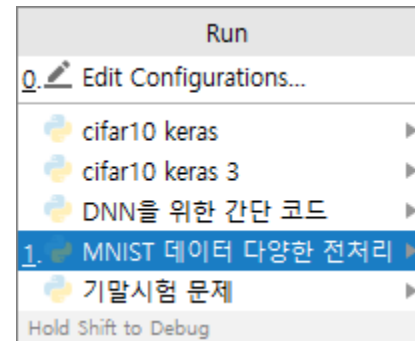 Run
0. Edit Configurations...
cifar10 keras
cifar10 keras 3
DNN을 위한 간단 코드
1. MNIST 데이터 다양한 전처리
기말시험 문제
Hold Shift to Debug